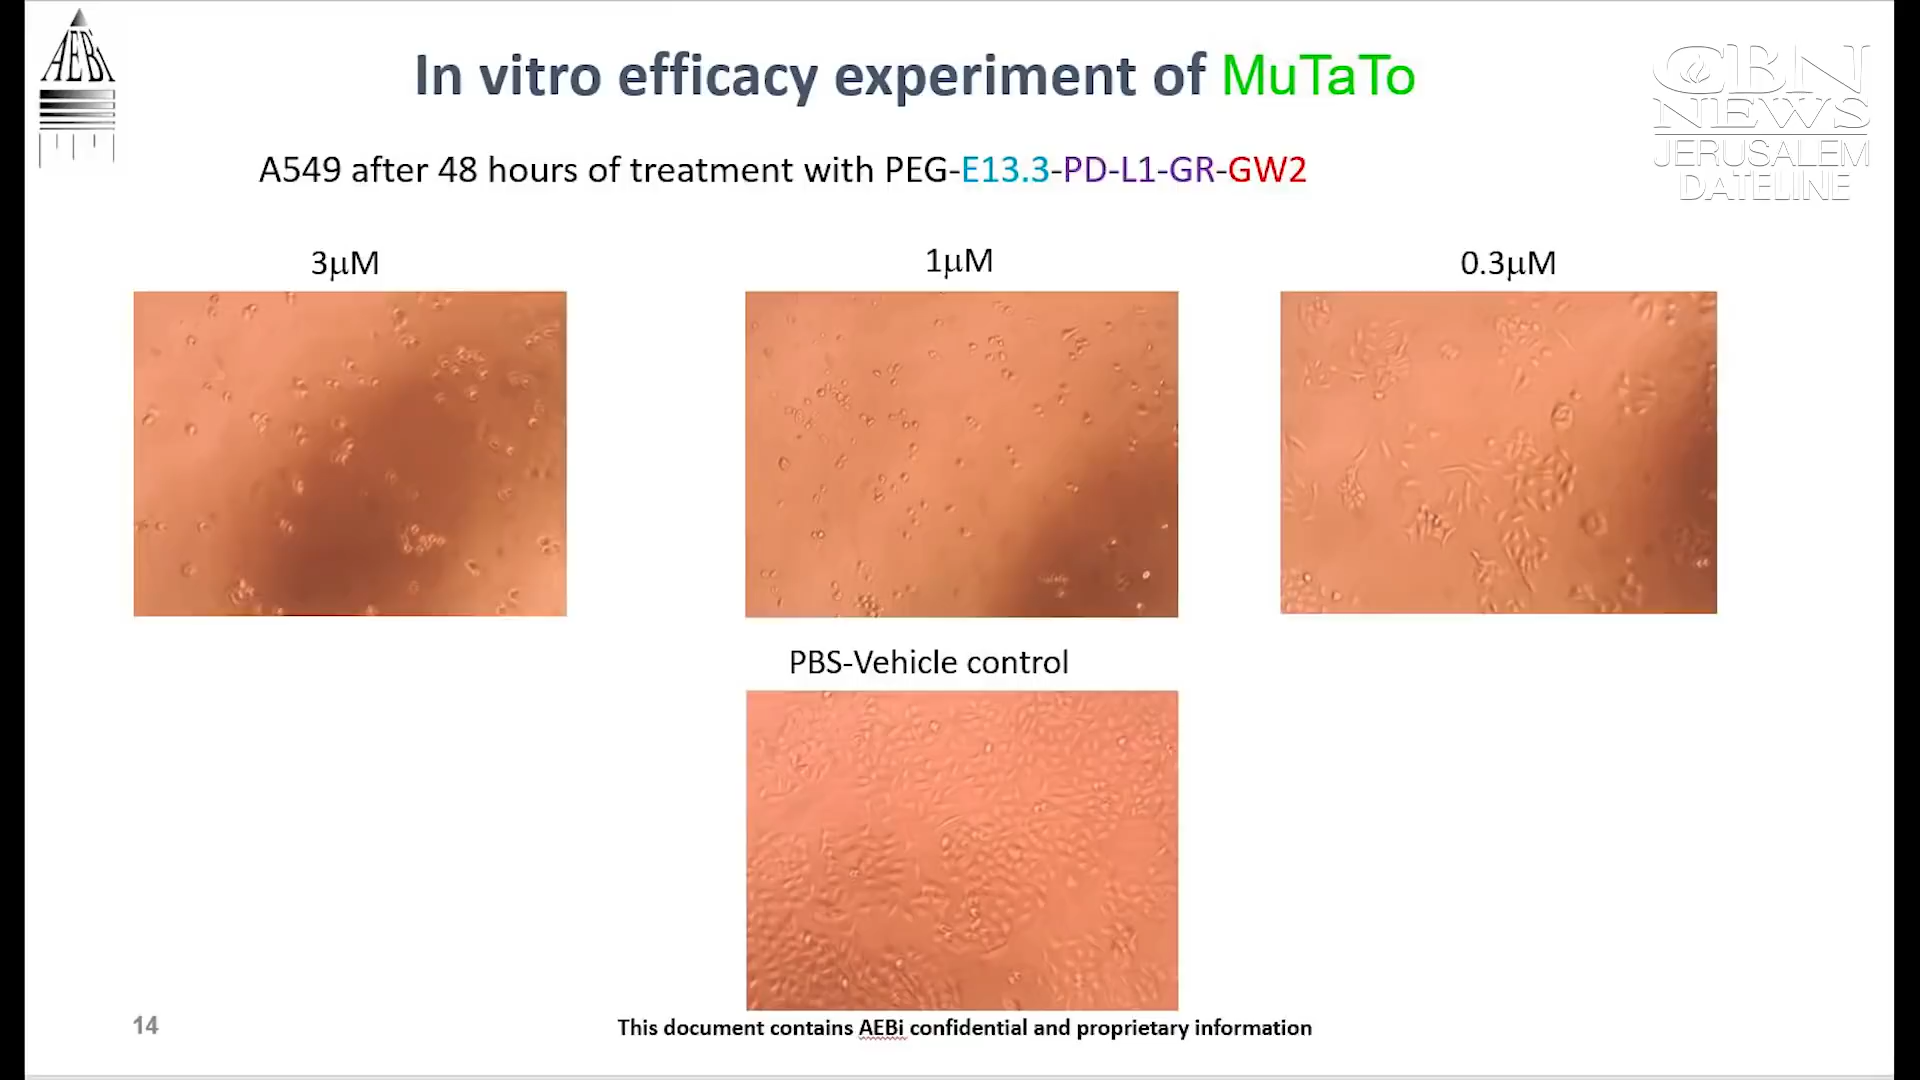 AEBi
In vitro efficacy experiment of MuTaTo
CBN
NEWS
JERUSALEM
DATELINE
A549 after 48 hours of treatment with PEG-E13.3-PD-L1-GR-GW2
3μM
1μM
0.3μM
PBS-Vehicle control
14
This document contains AEBi confidential and proprietary information